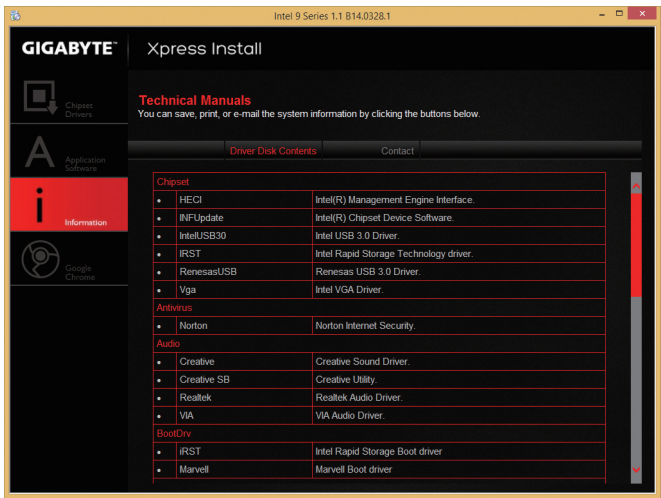 Intel 9 Series 1.1 B14.0328.1
GIGABYTE™ Xpress Install
Chipset
Drivers
Application
Software
Information
Google
Chrome
Technical Manuals
You can save, print, or e-mail the system information by clicking the buttons below.
Driver Disk Contents Contact
Chipset
• HECI Intel(R) Management Engine Interface.
• INFUpdate Intel(R) Chipset Device Software.
• IntelUSB30 Intel USB 3.0 Driver.
• IRST Intel Rapid Storage Technology driver.
• RenesasUSB Renesas USB 3.0 Driver.
• Vga Intel VGA Driver.
Antivirus
• Norton Norton Internet Security.
Audio
• Creative Creative Sound Driver.
• Creative SB Creative Utility.
• Realtek Realtek Audio Driver.
• VIA VIA Audio Driver.
BootDrv
• iRST Intel Rapid Storage Boot driver
• Marvell Marvell Boot driver